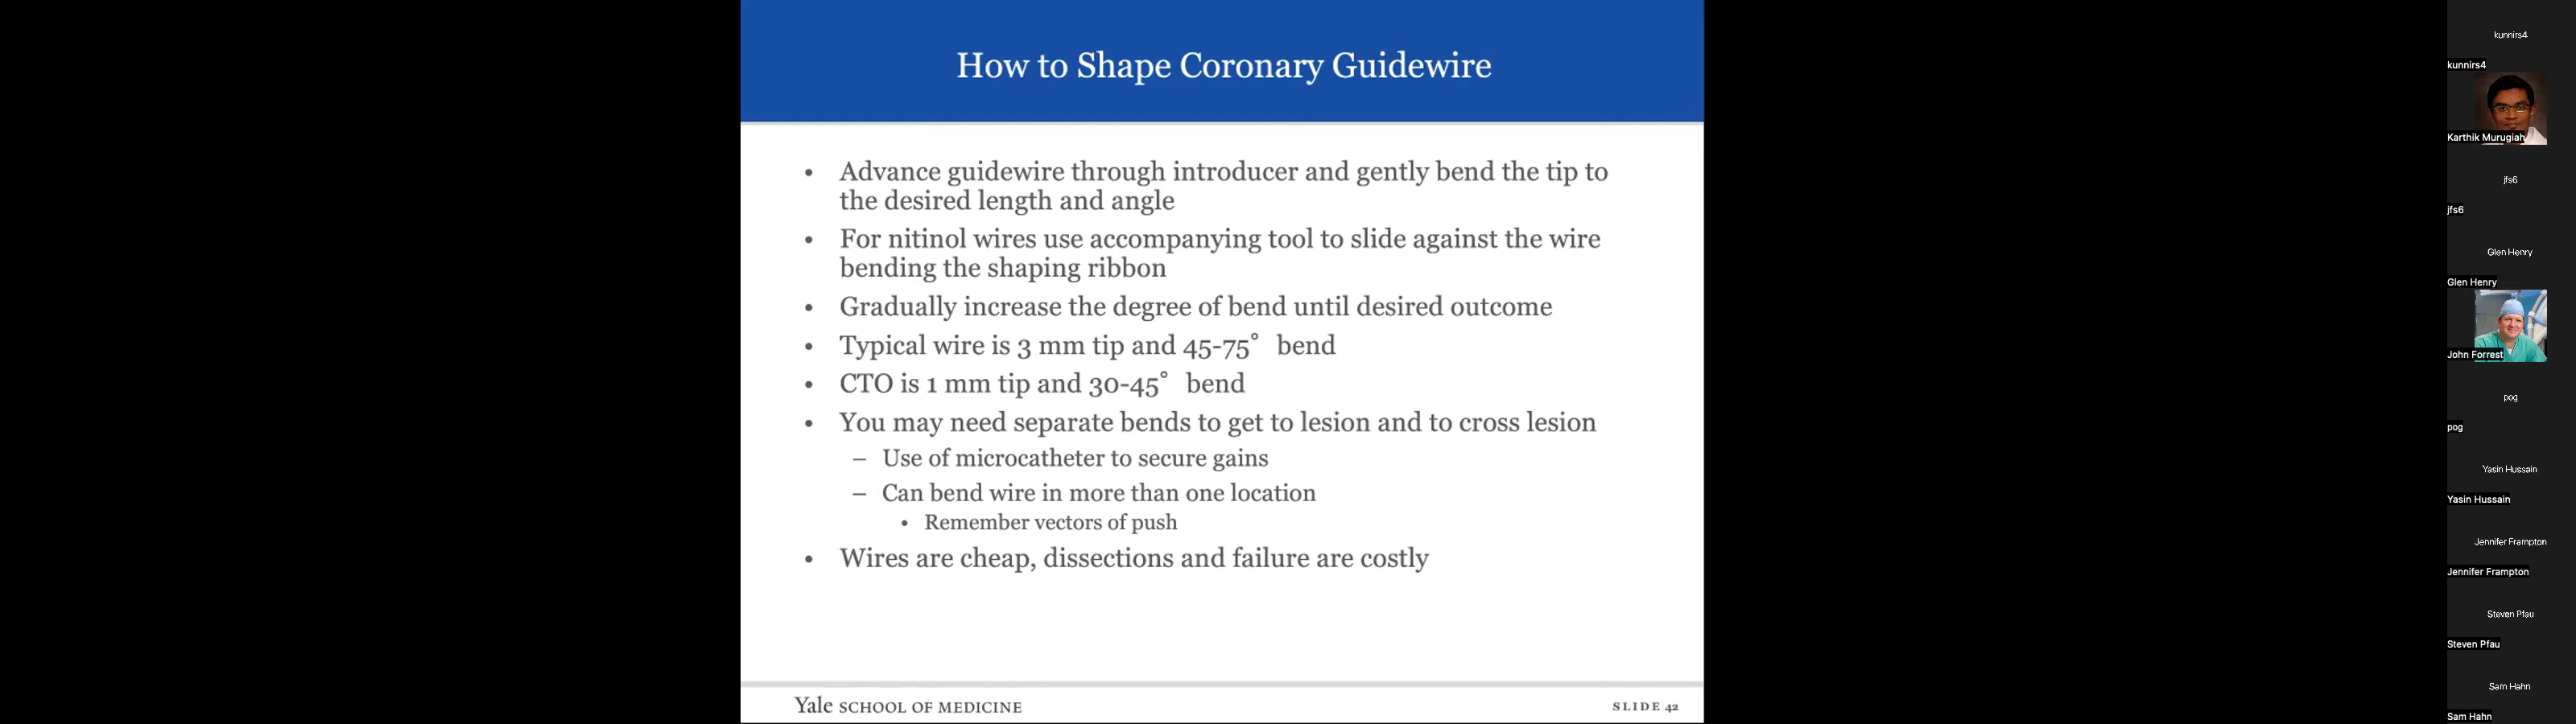 How to Shape Coronary Guidewire
• Advance guidewire through introducer and gently bend the tip to
the desired length and angle
• For nitinol wires use accompanying tool to slide against the wire
bending the shaping ribbon
• Gradually increase the degree of bend until desired outcome
• Typical wire is 3 mm tip and 45-75° bend
• CTO is 1 mm tip and 30-45° bend
• You may need separate bends to get to lesion and to cross lesion
– Use of microcatheter to secure gains
– Can bend wire in more than one location
• Remember vectors of push
• Wires are cheap, dissections and failure are costly
Yale SCHOOL OF MEDICINE
SLIDE 42
kunnirs4
kunnirs4
Karthik Murugiah
jfs6
jfs6
Glen Henry
Glen Henry
John Forrest
pog
pog
Yasin Hussain
Yasin Hussain
Jennifer Frampton
Jennifer Frampton
Steven Pfau
Steven Pfau
Sam Hahn
Sam Hahn